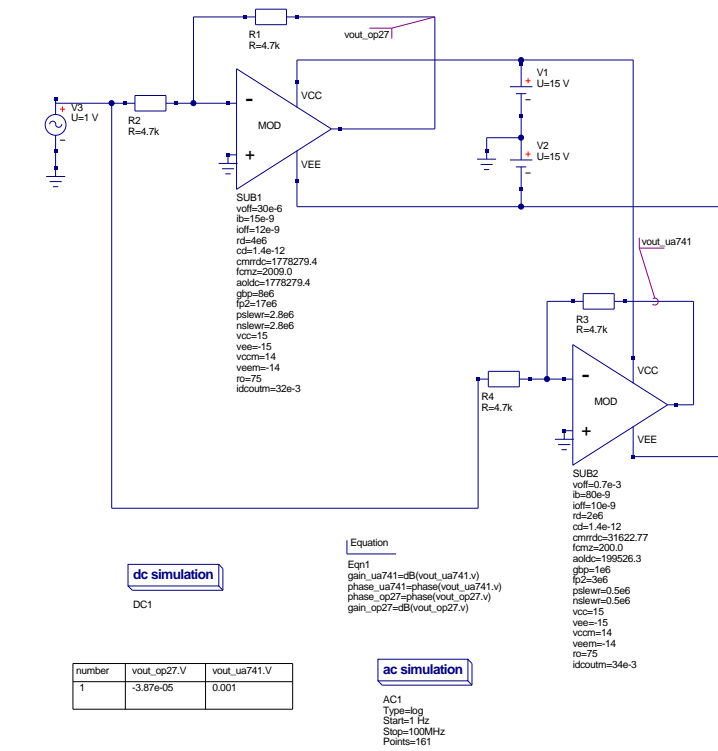 R1
R=4.7k
vout_op27
V3
U=1 V
R2
R=4.7k
-
VCC
MOD
+
VEE
V1
U=15 V
V2
U=15 V
SUB1
voff=30e-6
ib=15e-9
ioff=12e-9
rd=4e6
cd=1.4e-12
cmrrdc=1778279.4
fcmz=2009.0
aoldc=1778279.4
gbp=8e6
fp2=17e6
pslewr=2.8e6
nslewr=2.8e6
vcc=15
vee=-15
vccm=14
veem=-14
ro=75
idcoutm=32e-3
vout_ua741
R3
R=4.7k
R4
R=4.7k
-
VCC
MOD
+
VEE
SUB2
voff=0.7e-3
ib=80e-9
ioff=10e-9
rd=2e6
cd=1.4e-12
cmrrdc=31622.77
fcmz=200.0
aoldc=199526.3
gbp=1e6
fp2=3e6
pslewr=0.5e6
nslewr=0.5e6
vcc=15
vee=-15
vccm=14
veem=-14
ro=75
idcoutm=34e-3
Equation
Eqn1
gain_ua741=dB(vout_ua741.v)
phase_ua741=phase(vout_ua741.v)
phase_op27=phase(vout_op27.v)
gain_op27=dB(vout_op27.v)
dc simulation
DC1
number vout_op27.V vout_ua741.V
1 -3.87e-05 0.001
ac simulation
AC1
Type=log
Start=1 Hz
Stop=100MHz
Points=161